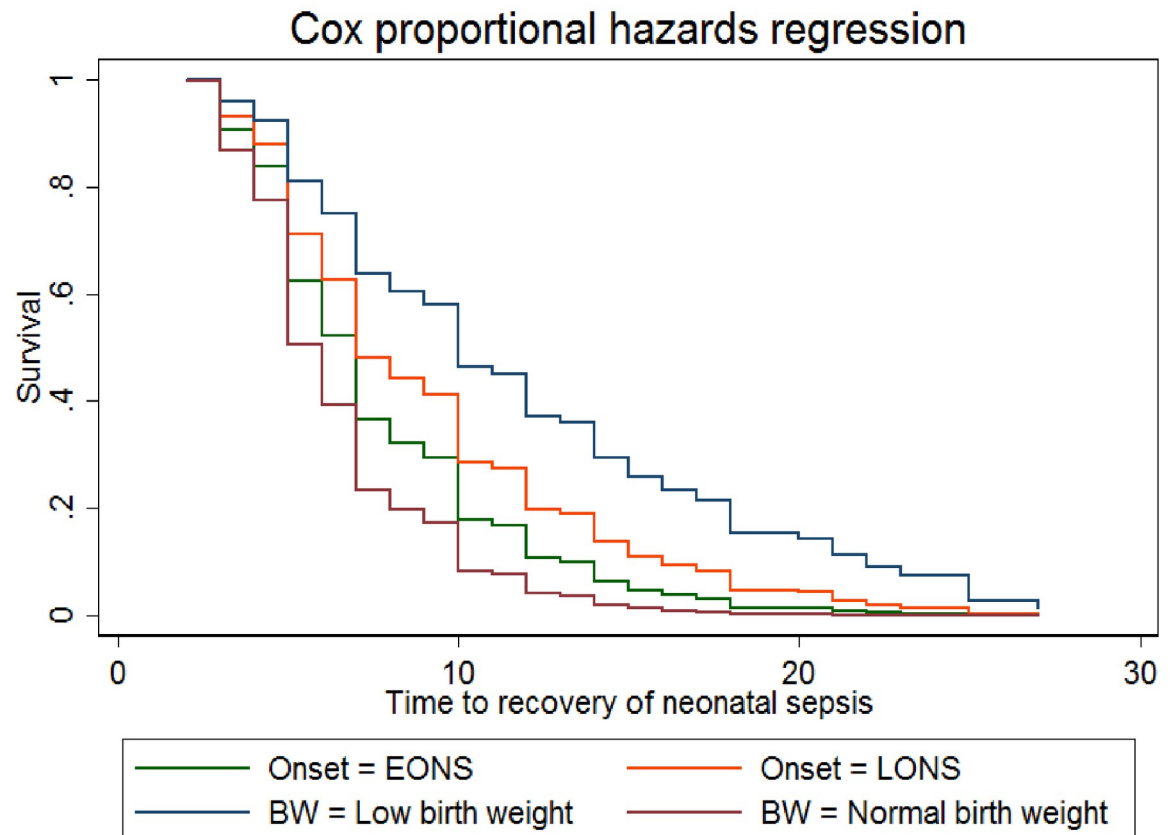 Cox proportional hazards regression
1
.8
.6
.4
.2
0
Survival
0 10 20 30
Time to recovery of neonatal sepsis
Onset = EONS Onset = LONS
BW = Low birth weight BW = Normal birth weight